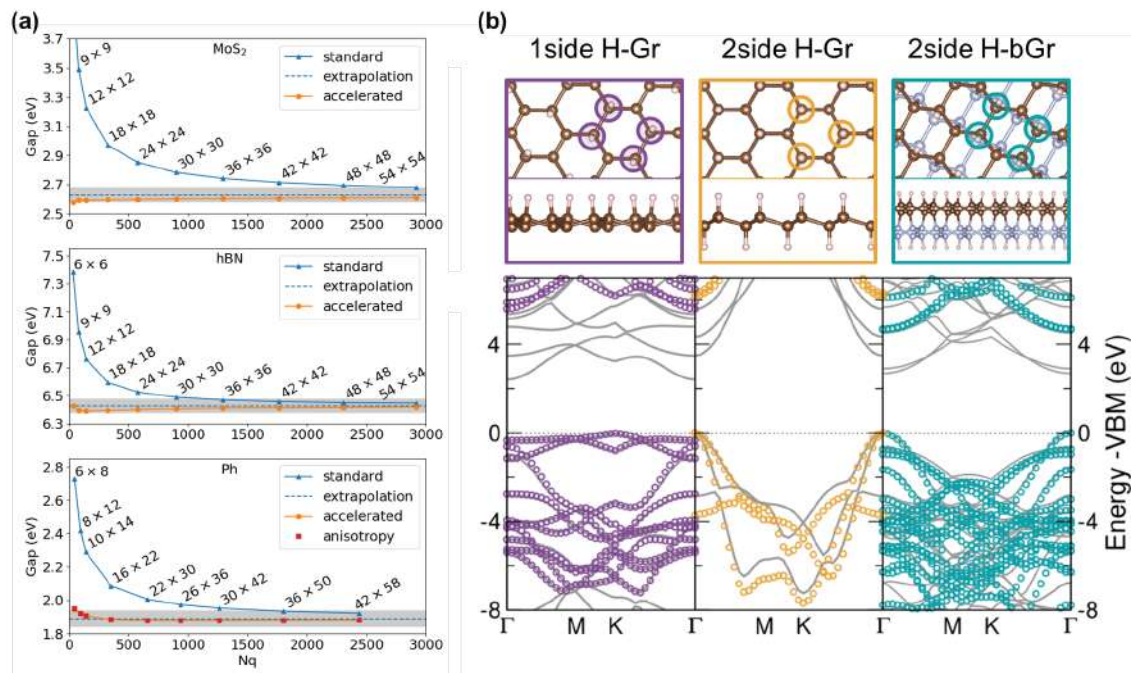 (a)
MoS₂
3.7
3.5
3.3
3.1
2.9
2.7
2.5
Gap (eV)
9 × 9
12 × 12
18 × 18
24 × 24
30 × 30
36 × 36
42 × 42
48 × 48
54 × 54
standard
extrapolation
accelerated
0 500 1000 1500 2000 2500 3000
hBN
7.5
7.3
7.1
6.9
6.7
6.5
6.3
Gap (eV)
6 × 6
9 × 9
12 × 12
18 × 18
24 × 24
30 × 30
36 × 36
42 × 42
48 × 48
54 × 54
standard
extrapolation
accelerated
0 500 1000 1500 2000 2500 3000
Ph
2.8
2.6
2.4
2.2
2.0
1.8
Gap (eV)
6 × 8
8 × 12
10 × 14
16 × 22
22 × 30
26 × 36
30 × 42
36 × 50
42 × 58
standard
extrapolation
accelerated
anisotropy
0 500 1000 1500 2000 2500 3000
Nq
(b)
1side H-Gr 2side H-Gr 2side H-bGr
4
0
-4
-8
4
0
-4
-8
Energy -VBM (eV)
Γ M K Γ M K Γ M K Γ